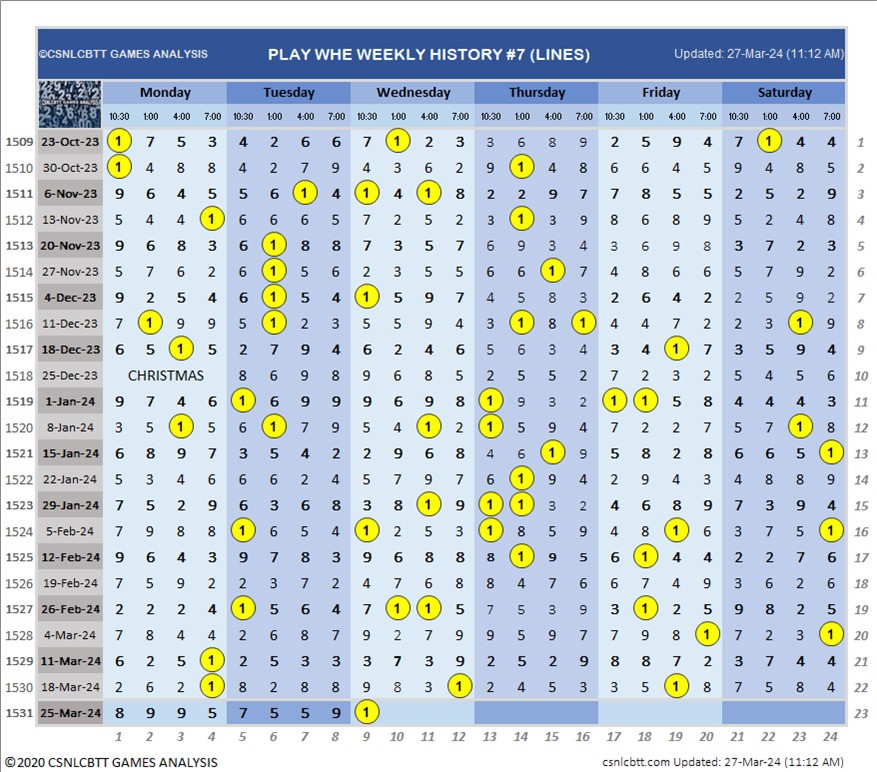 ©CSNLCBTT GAMES ANALYSIS PLAY WHE WEEKLY HISTORY #7 (LINES) Updated: 27-Mar-24 (11:12 AM)
CSNLCBTT GAMES ANALYSIS Monday Tuesday Wednesday Thursday Friday Saturday
10:30 1:00 4:00 7:00 10:30 1:00 4:00 7:00 10:30 1:00 4:00 7:00 10:30 1:00 4:00 7:00 10:30 1:00 4:00 7:00 10:30 1:00 4:00 7:00
1509 23-Oct-23 1 7 5 3 4 2 6 6 7 1 2 3 3 6 8 9 2 5 9 4 7 1 4 4 1
1510 30-Oct-23 1 4 8 8 4 2 7 9 4 3 6 2 9 1 4 8 6 6 2 4 9 4 8 5 2
1511 6-Nov-23 9 6 4 5 5 6 1 4 1 4 1 8 2 2 9 7 7 8 5 5 2 5 2 9 3
1512 13-Nov-23 5 4 4 1 6 6 6 5 7 2 5 2 3 1 3 9 8 6 8 9 5 2 4 8 4
1513 20-Nov-23 9 6 8 3 6 1 8 8 7 3 5 7 6 9 3 4 3 6 9 8 3 7 2 3 5
1514 27-Nov-23 5 7 6 2 6 1 5 6 2 3 5 5 6 6 1 7 4 8 6 6 5 7 9 2 6
1515 4-Dec-23 9 2 5 4 6 1 5 4 1 5 9 7 4 5 8 3 2 6 4 2 2 5 9 2 7
1516 11-Dec-23 7 1 9 9 5 1 2 3 5 5 9 4 3 1 8 1 4 4 7 2 2 3 1 9 8
1517 18-Dec-23 6 5 1 5 2 7 9 4 6 2 4 6 5 6 3 4 3 4 1 7 3 5 9 4 9
1518 25-Dec-23 CHRISTMAS 8 6 9 8 9 6 8 5 2 5 5 2 7 2 3 2 5 4 5 6 10
1519 1-Jan-24 9 7 4 6 1 6 9 9 6 9 9 8 1 9 3 2 1 1 5 8 4 4 4 3 11
1520 8-Jan-24 3 5 1 5 6 1 7 9 5 4 1 2 1 5 9 4 7 2 2 7 5 7 1 8 12
1521 15-Jan-24 6 8 9 7 3 5 4 2 2 9 6 8 4 6 1 9 5 8 2 8 6 6 5 1 13
1522 22-Jan-24 5 3 4 6 6 6 2 4 5 7 9 7 6 1 9 4 2 9 4 3 4 8 8 9 14
1523 29-Jan-24 7 5 2 9 6 3 6 8 3 8 1 9 1 1 3 2 4 6 8 9 7 3 9 4 15
1524 5-Feb-24 7 9 8 8 1 6 5 4 1 2 5 3 1 8 5 9 4 8 1 6 3 7 5 1 16
1525 12-Feb-24 9 6 4 3 9 7 8 3 9 6 8 8 8 1 9 5 6 1 4 4 2 2 7 6 17
1526 19-Feb-24 7 5 9 2 2 3 7 2 4 7 6 8 8 4 7 6 6 7 4 9 3 6 2 6 18
1527 26-Feb-24 2 2 2 4 1 5 6 4 7 1 1 5 7 5 3 9 3 1 2 5 9 8 2 5 19
1528 4-Mar-24 7 8 4 4 2 6 8 7 9 2 7 9 9 5 9 7 7 9 8 1 7 2 3 1 20
1529 11-Mar-24 6 2 5 1 2 5 3 3 3 7 3 9 2 5 2 9 8 8 7 2 3 7 4 4 21
1530 18-Mar-24 2 6 2 1 8 2 8 8 9 8 3 1 2 4 5 3 3 5 1 8 7 5 8 4 22
1531 25-Mar-24 8 9 9 5 7 5 5 9 1 23
1 2 3 4 5 6 7 8 9 10 11 12 13 14 15 16 17 18 19 20 21 22 23 24
©2020 CSNLCBTT GAMES ANALYSIS csnlcbtt.com Updated: 27-Mar-24 (11:12 AM)